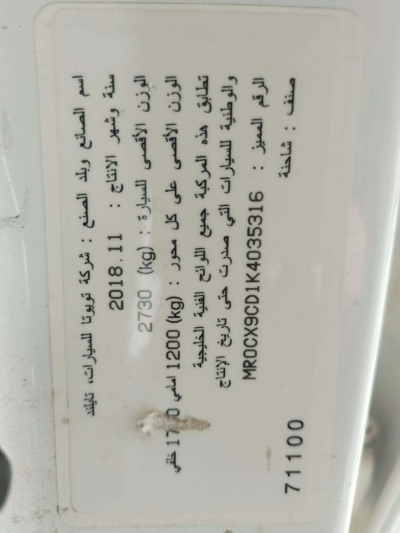 اسم الصانع وبلد الصنع : شركة تويوتا للسيارات، تايلند
سنة وشهر الانتاج : 2018.11
الوزن الأقصى للسيارة : (kg) 2730
الوزن الأقصى على كل محور : (kg) 1200 امامي خلفي
تطابق هذه المركبة جميع اللوائح الفنية الخليجية
والوطنية للسيارات التي صدرت حتى تاريخ الإنتاج
الرقم المميز : MR0CX9CD1K4035316
صنف : شاحنة
71100